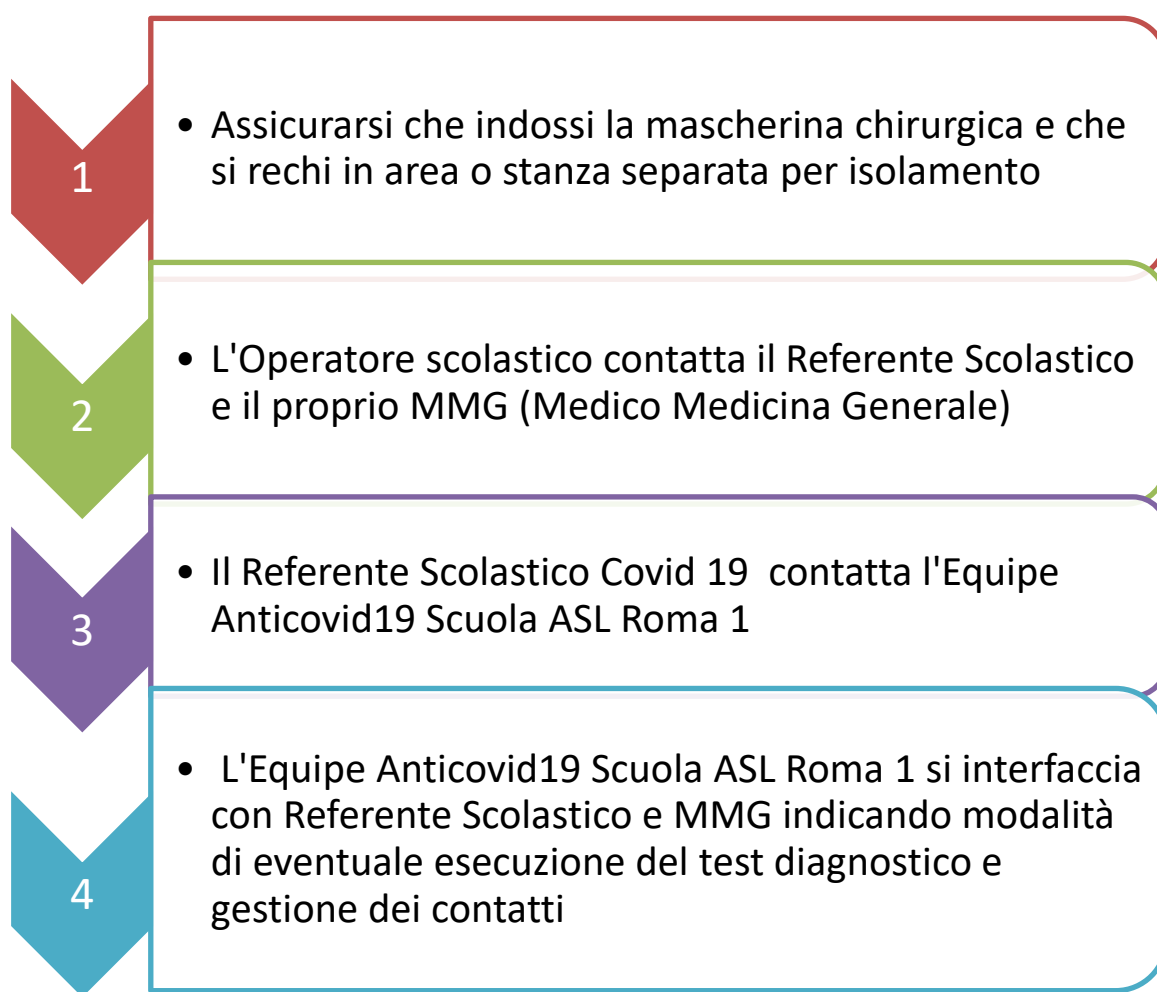 1
• Assicurarsi che indossi la mascherina chirurgica e che
si rechi in area o stanza separata per isolamento
2
• L'Operatore scolastico contatta il Referente Scolastico
e il proprio MMG (Medico Medicina Generale)
3
• Il Referente Scolastico Covid 19 contatta l'Equipe
Anticovid19 Scuola ASL Roma 1
4
• L'Equipe Anticovid19 Scuola ASL Roma 1 si interfaccia
con Referente Scolastico e MMG indicando modalità
di eventuale esecuzione del test diagnostico e
gestione dei contatti